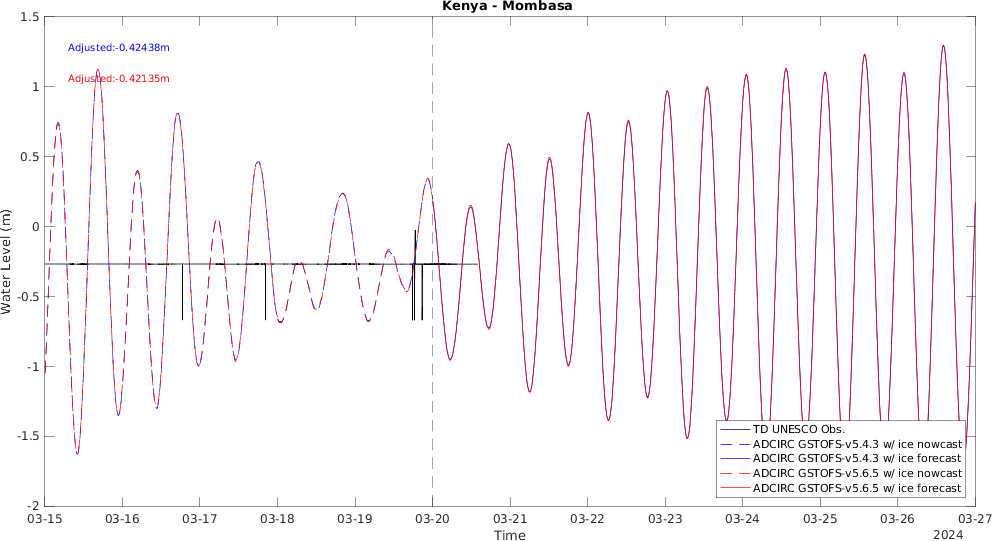 Kenya - Mombasa
1.5
Adjusted:-0.42438m
Adjusted:-0.42135m
1
0.5
0
-0.5
-1
-1.5
-2
Water Level (m)
TD UNESCO Obs.
ADCIRC GSTOFS-v5.4.3 w/ ice nowcast
ADCIRC GSTOFS-v5.4.3 w/ ice forecast
ADCIRC GSTOFS-v5.6.5 w/ ice nowcast
ADCIRC GSTOFS-v5.6.5 w/ ice forecast
03-15 03-16 03-17 03-18 03-19 03-20 03-21 03-22 03-23 03-24 03-25 03-26 03-27
Time
2024